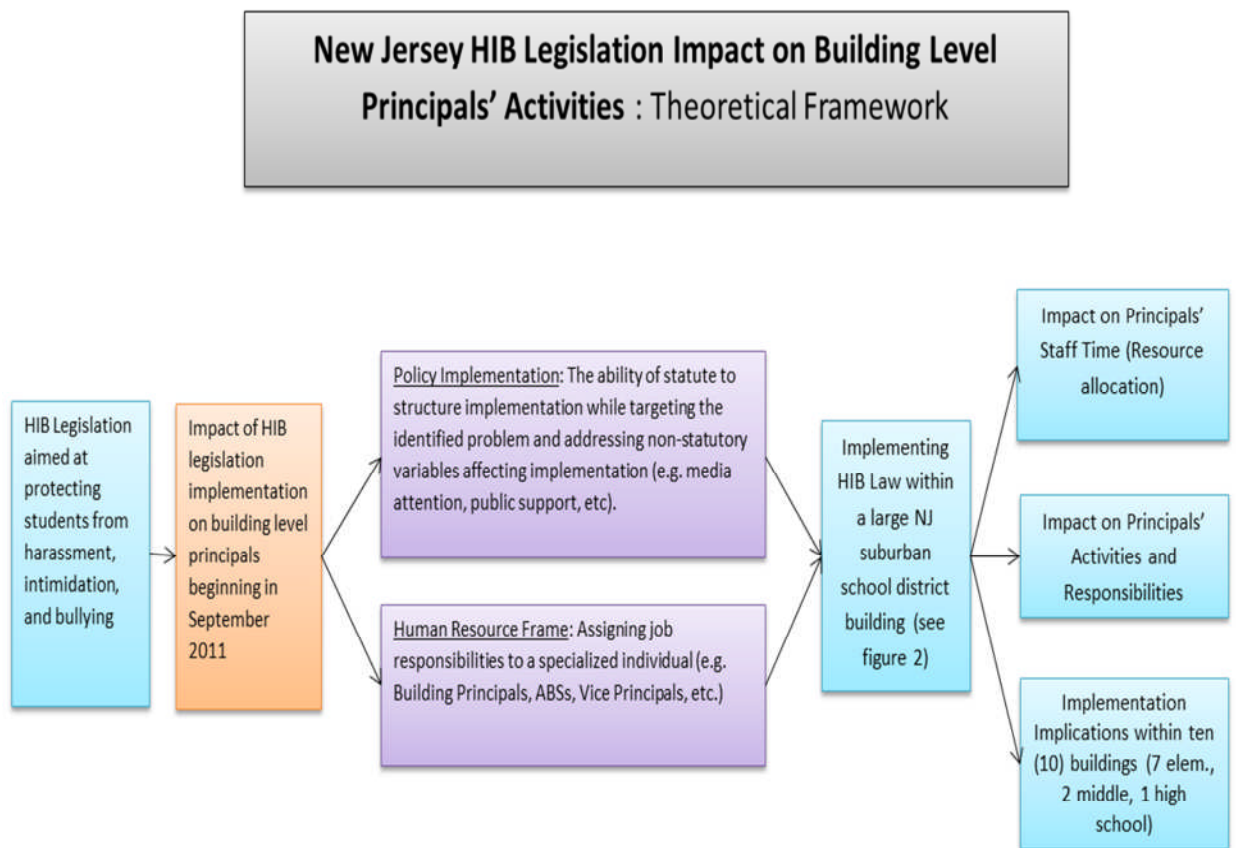 New Jersey HIB Legislation Impact on Building Level
Principals’ Activities : Theoretical Framework
HIB Legislation
aimed at
protecting
students from
harassment,
intimidation,
and bullying
Impact of HIB
legislation
implementation
on building level
principals
beginning in
September
2011
Policy Implementation: The ability of statute to
structure implementation while targeting the
identified problem and addressing non-statutory
variables affecting implementation (e.g. media
attention, public support, etc).
Human Resource Frame: Assigning job
responsibilities to a specialized individual (e.g.
Building Principals, ABSs, Vice Principals, etc.)
Implementing
HIB Law within
a large NJ
suburban
school district
building (see
figure 2)
Impact on Principals’
Staff Time (Resource
allocation)
Impact on Principals’
Activities and
Responsibilities
Implementation
Implications within ten
(10) buildings (7 elem.,
2 middle, 1 high
school)